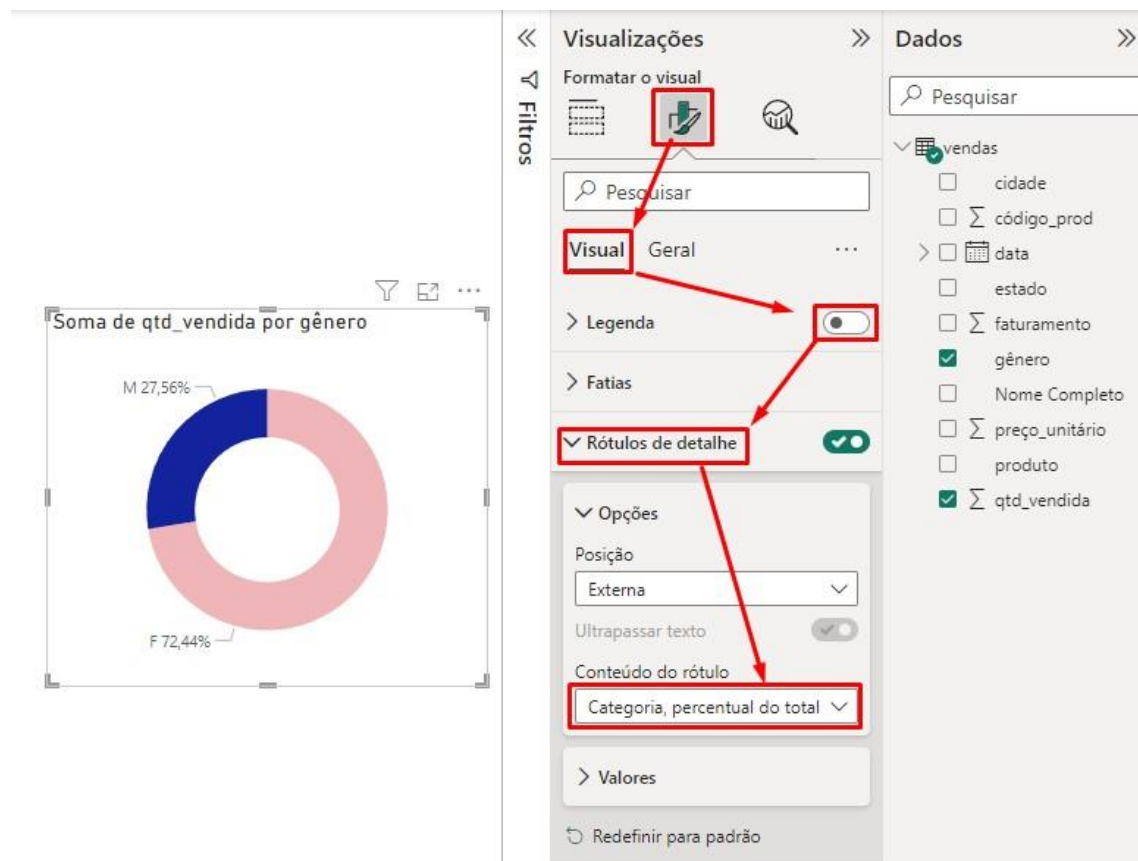 Soma de qtd_vendida por gênero
M 27,56%
F 72,44%
Filtros
Visualizações
Formatar o visual
Pesquisar
Visual Geral
Legenda
Fatias
Rótulos de detalhe
Opções
Posição
Externa
Ultrapassar texto
Conteúdo do rótulo
Categoria, percentual do total
Valores
Redefinir para padrão
Dados
Pesquisar
vendas
cidade
∑ código_prod
data
estado
∑ faturamento
gênero
Nome Completo
∑ preço_unitário
produto
∑ qtd_vendida